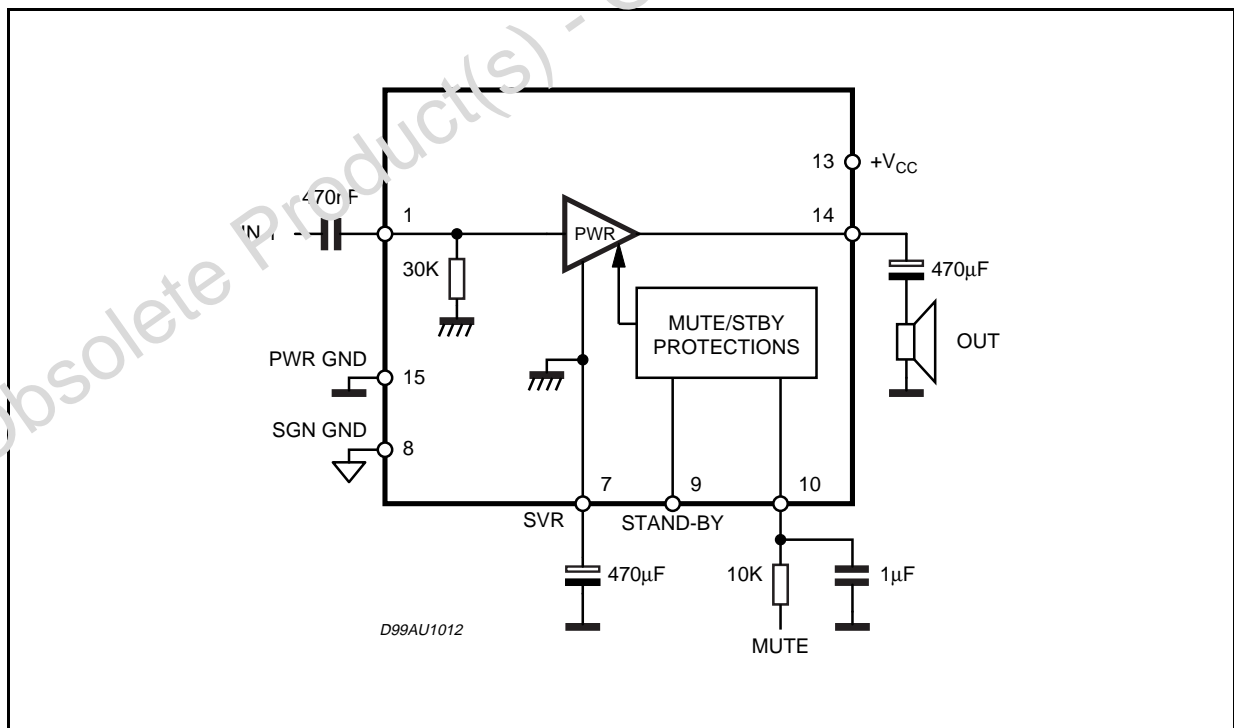 Obsolete Product(s) -
13
+VCC
470nF
1
14
PWR
30K
470µF
MUTE/STBY
PROTECTIONS
OUT
PWR GND
15
SGN GND
8
7
9
10
SVR
STAND-BY
470µF
10K
1µF
D99AU1012
MUTE